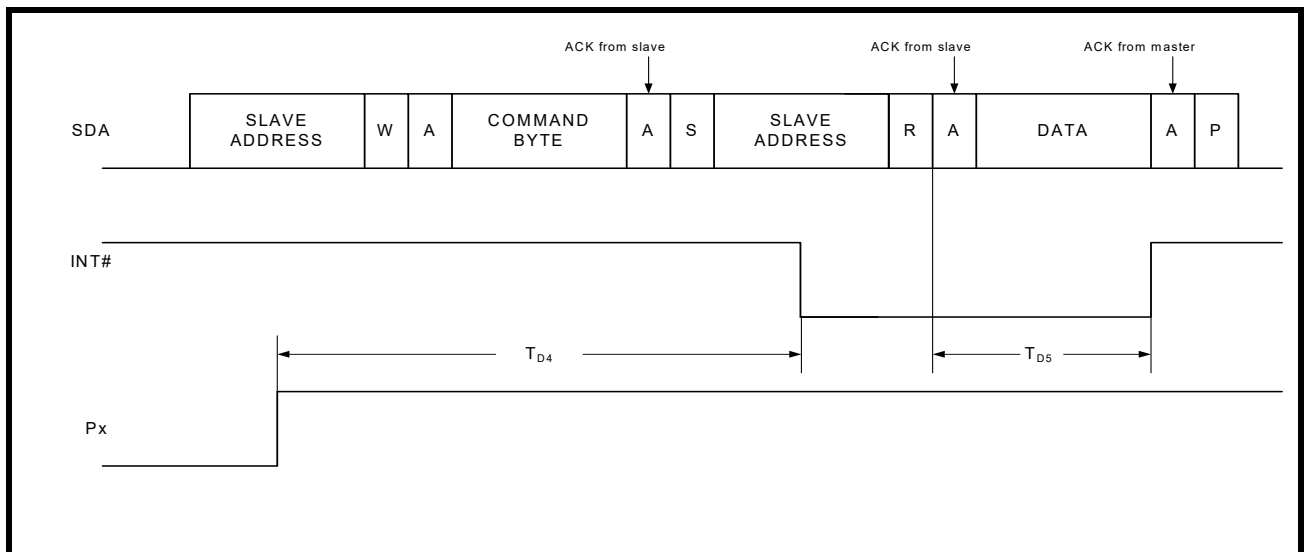 ACK from slave
ACK from slave
ACK from master
SDA
SLAVE
ADDRESS
W
A
COMMAND
BYTE
A
S
SLAVE
ADDRESS
R
A
DATA
A
P
INT#
TD4
TD5
Px